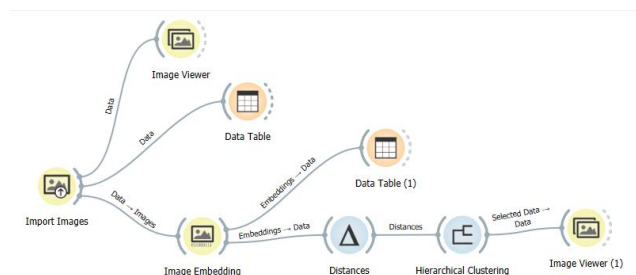 Image Viewer
Data
Data Table
Data
Data Table (1)
Embeddings → Data
Import Images
Data → Images
Image Embedding
Embeddings → Data
Distances
Distances
Hierarchical Clustering
Selected Data → Data
Image Viewer (1)